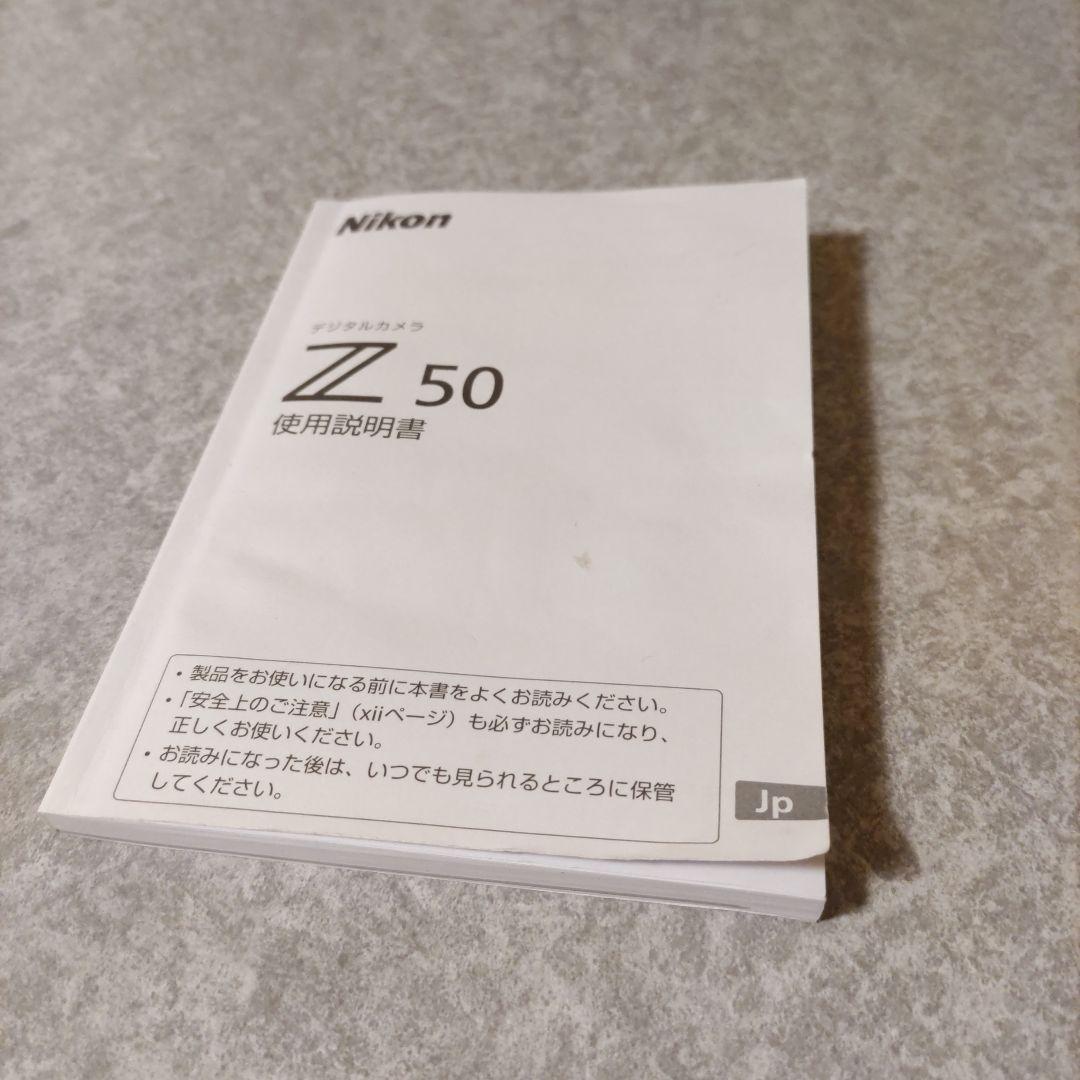 Nikon
デジタルカメラ
Z 50
使用説明書
・製品をお使いになる前に本書をよくお読みください。
・「安全上のご注意」（xiiページ）も必ずお読みになり、
正しくお使いください。
・お読みになった後は、いつでも見られるところに保管
してください。
Jp